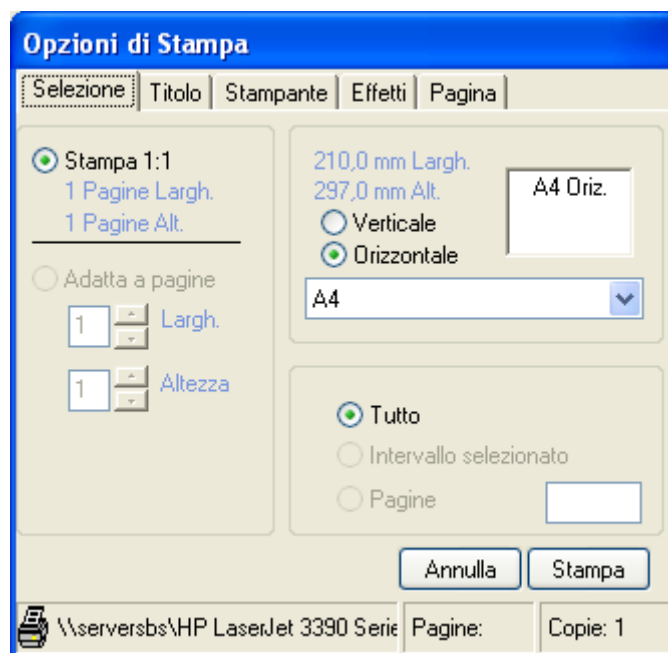 Opzioni di Stampa
Selezione Titolo Stampante Effetti Pagina
Stampa 1:1
1 Pagine Largh.
1 Pagine Alt.
Adatta a pagine
1 Largh.
1 Altezza
210,0 mm Largh.
297,0 mm Alt.
A4 Oriz.
Verticale
Orizzontale
A4
Tutto
Intervallo selezionato
Pagine
Annulla Stampa
\\serversbs\HP LaserJet 3390 Serie Pagine: Copie: 1